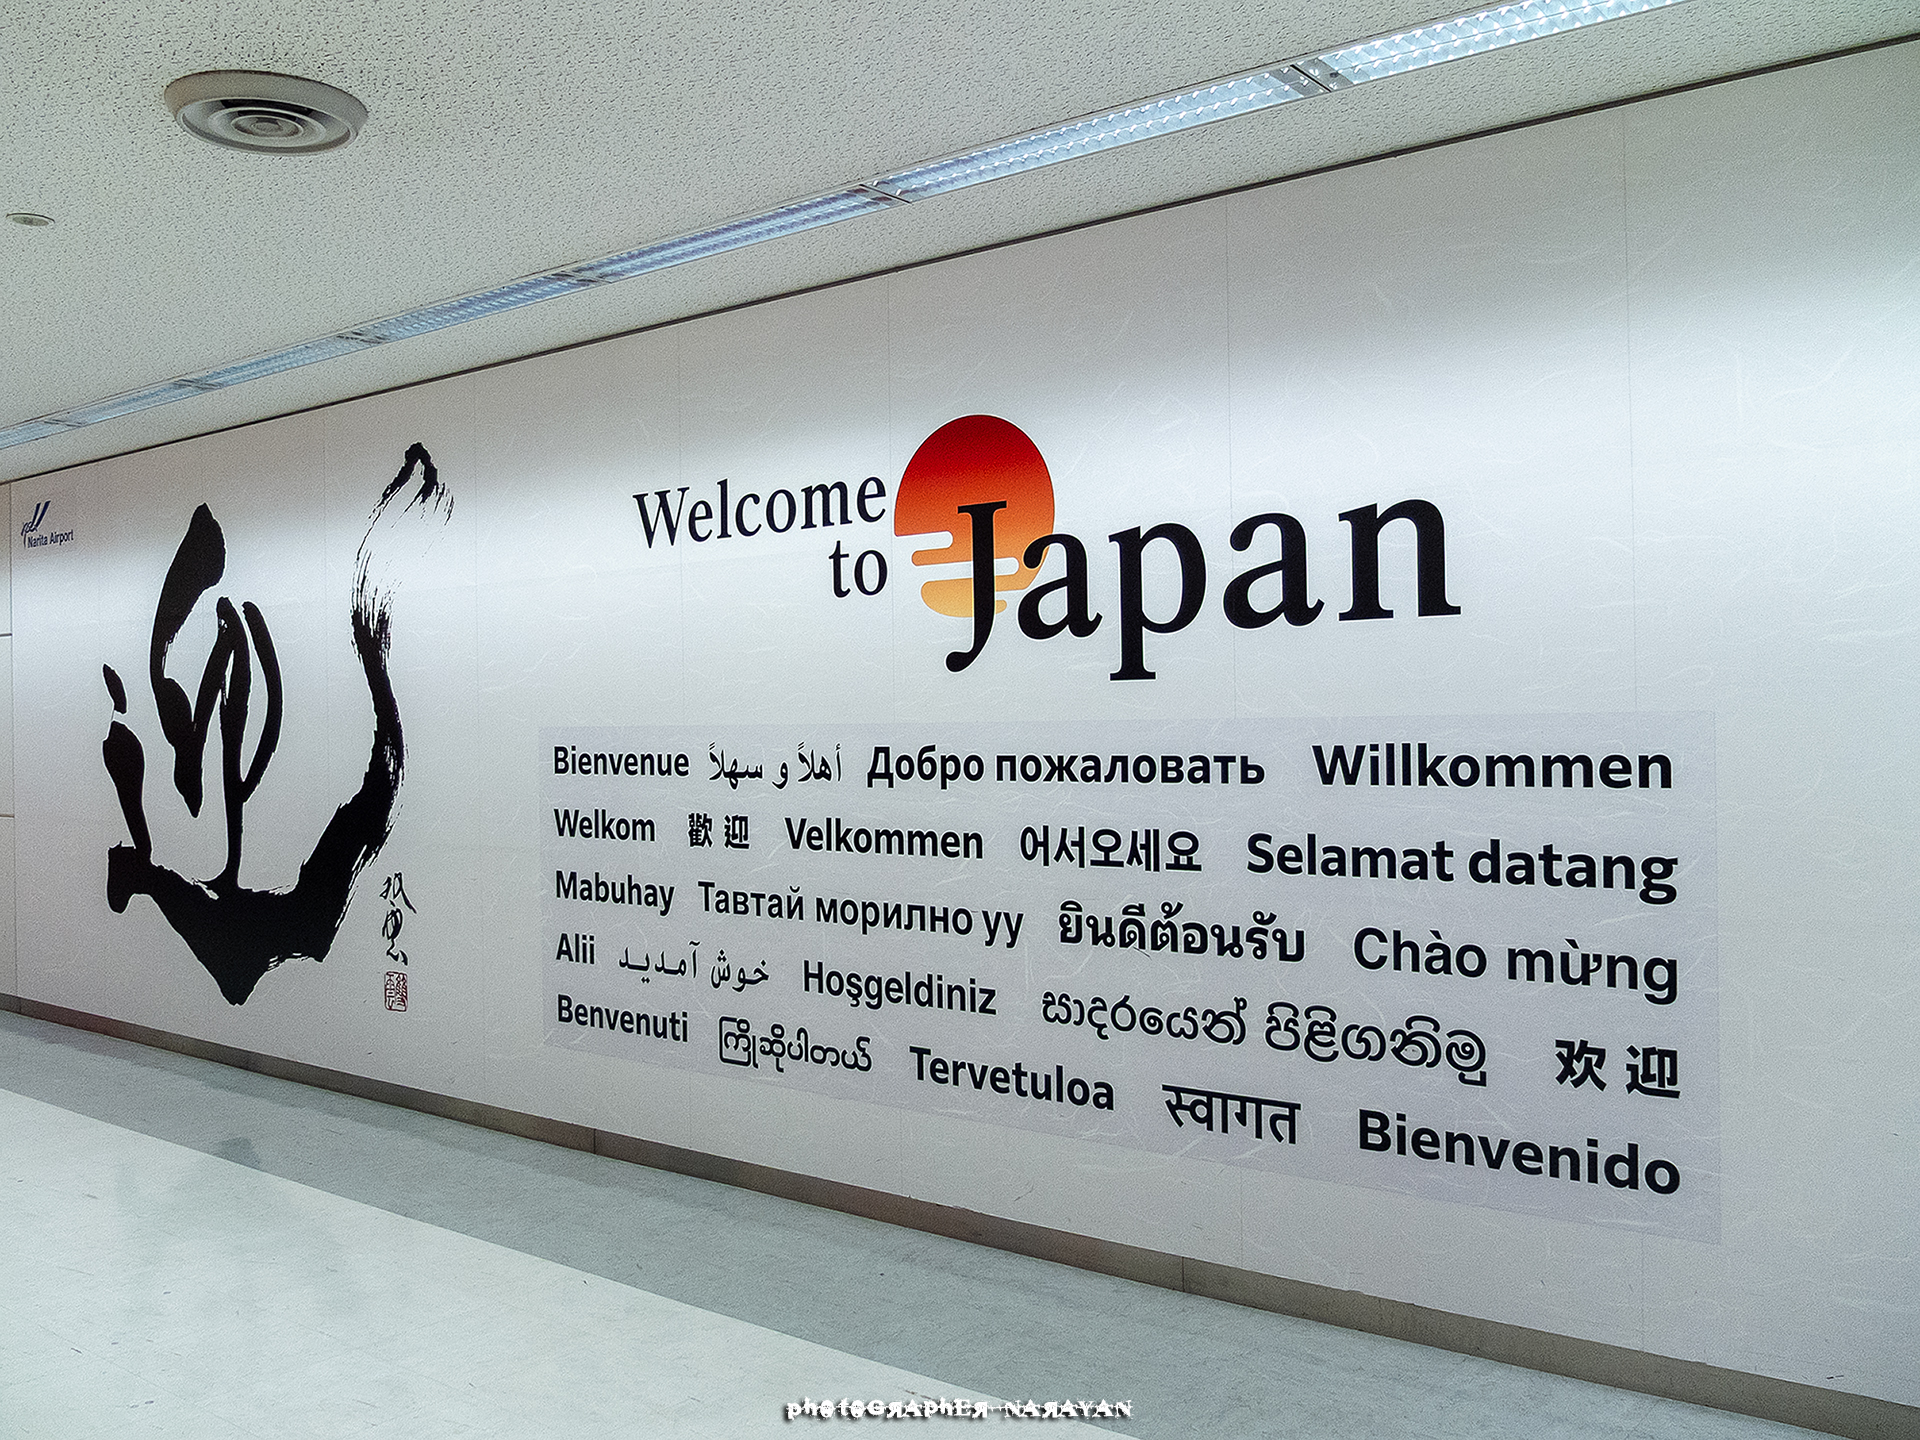 Narita Airport
迎
Welcome
to
Japan
Bienvenue أهلاً و سهلاً Добро пожаловать Willkommen
Welkom 歡迎 Velkommen 어서오세요 Selamat datang
Mabuhay Тавтай морилно уу ยินดีต้อนรับ Chào mừng
Alii خوش آمدید Hoşgeldiniz සාදරයෙන් පිළිගනිමු 欢迎
Benvenuti ကြိုဆိုပါတယ် Tervetuloa स्वागत Bienvenido
photoGRAphER NARAYAN